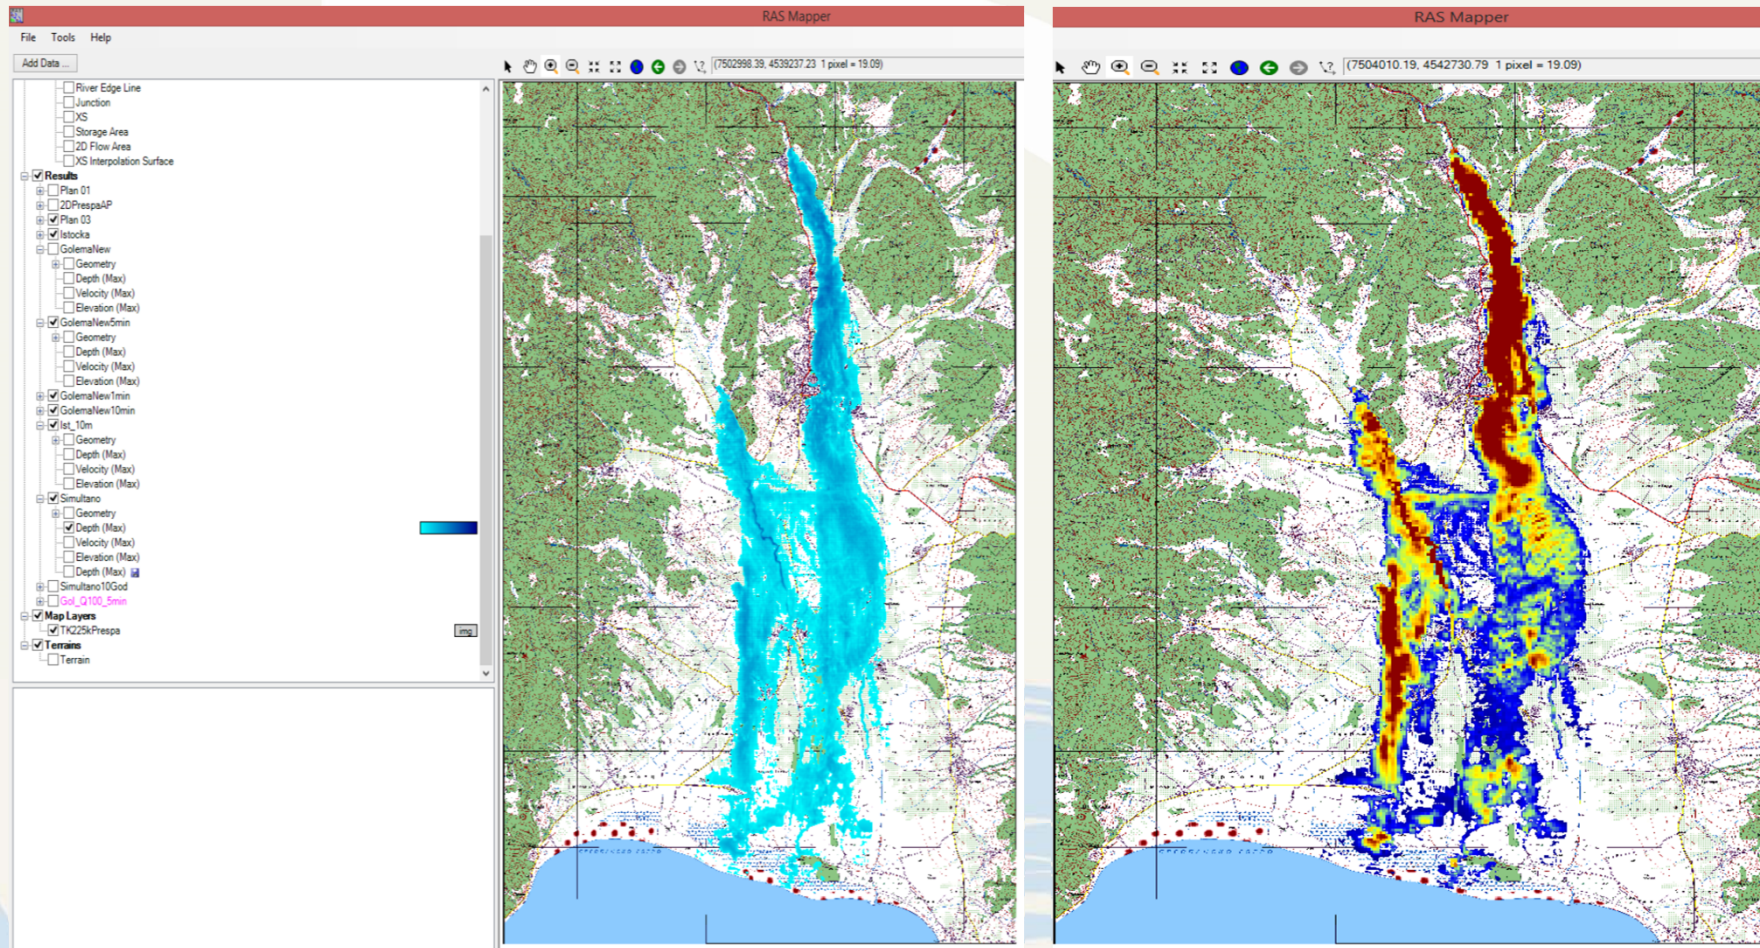 RAS Mapper
File Tools Help
Add Data ...
(7502998.39, 4539237.23 1 pixel = 19.09)
River Edge Line
Junction
XS
Storage Area
2D Flow Area
XS Interpolation Surface
Results
Plan 01
2DPrespaAP
Plan 03
Istocka
GolemaNew
Geometry
Depth (Max)
Velocity (Max)
Elevation (Max)
GolemaNew5min
Geometry
Depth (Max)
Velocity (Max)
Elevation (Max)
GolemaNew1min
GolemaNew10min
Ist_10m
Geometry
Depth (Max)
Velocity (Max)
Elevation (Max)
Simultano
Geometry
Depth (Max)
Velocity (Max)
Elevation (Max)
Depth (Max)
Simultano10God
Gol_Q100_5min
Map Layers
TK225kPrespa
img
Terrains
Terrain
RAS Mapper
(7504010.19, 4542730.79 1 pixel = 19.09)